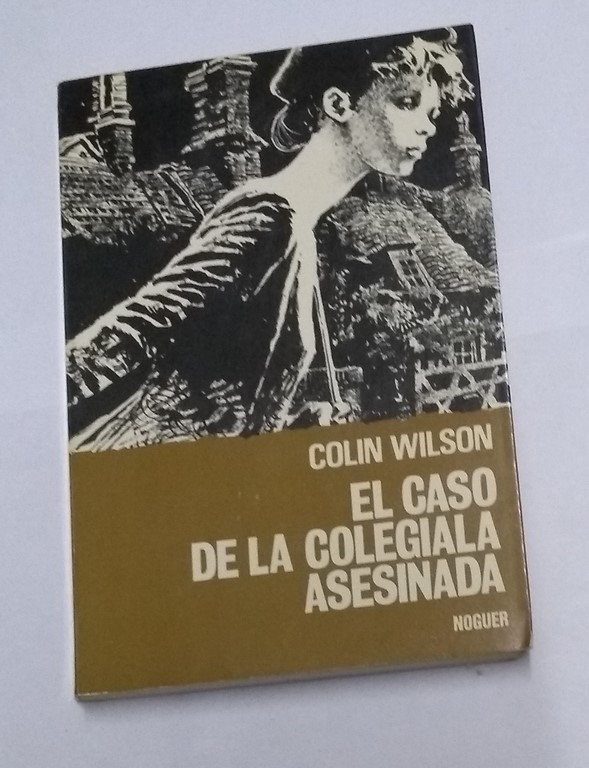 COLIN WILSON
EL CASO
DE LA COLEGIALA
ASESINADA
NOGUER